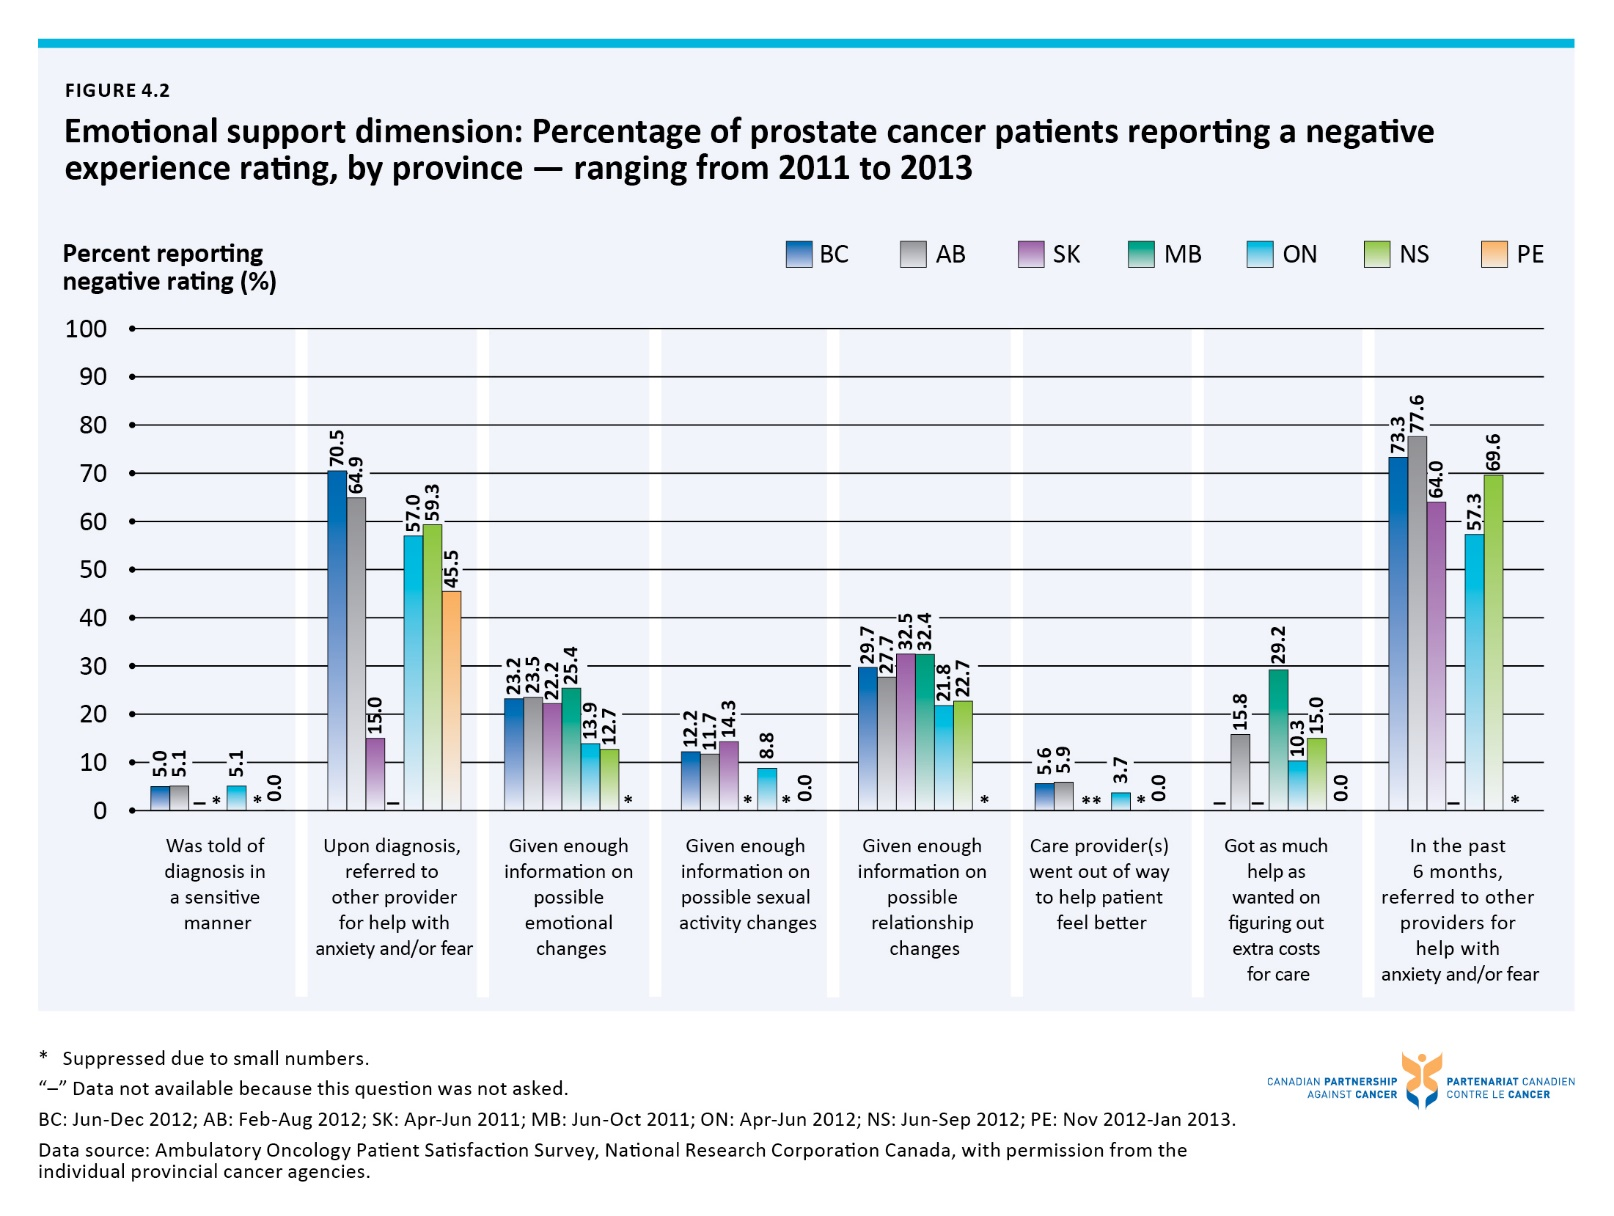 FIGURE 4.2
Emotional support dimension: Percentage of prostate cancer patients reporting a negative
experience rating, by province — ranging from 2011 to 2013
Percent reporting
negative rating (%)
BC AB SK MB ON NS PE
100
90
80
70
60
50
40
30
20
10
0
5.0 5.1 – * 5.1 * 0.0
70.5 64.9 15.0 – 57.0 59.3 45.5
23.2 23.5 22.2 25.4 13.9 12.7 *
12.2 11.7 14.3 * 8.8 * 0.0
29.7 27.7 32.5 32.4 21.8 22.7 *
5.6 5.9 ** 3.7 * 0.0
– 15.8 – 29.2 10.3 15.0 0.0
73.3 77.6 64.0 – 57.3 69.6 *
Was told of
diagnosis in
a sensitive
manner
Upon diagnosis,
referred to
other provider
for help with
anxiety and/or fear
Given enough
information on
possible
emotional
changes
Given enough
information on
possible sexual
activity changes
Given enough
information on
possible
relationship
changes
Care provider(s)
went out of way
to help patient
feel better
Got as much
help as
wanted on
figuring out
extra costs
for care
In the past
6 months,
referred to other
providers for
help with
anxiety and/or fear
* Suppressed due to small numbers.
“–” Data not available because this question was not asked.
BC: Jun-Dec 2012; AB: Feb-Aug 2012; SK: Apr-Jun 2011; MB: Jun-Oct 2011; ON: Apr-Jun 2012; NS: Jun-Sep 2012; PE: Nov 2012-Jan 2013.
Data source: Ambulatory Oncology Patient Satisfaction Survey, National Research Corporation Canada, with permission from the
individual provincial cancer agencies.
CANADIAN PARTNERSHIP
AGAINST CANCER
PARTENARIAT CANADIEN
CONTRE LE CANCER